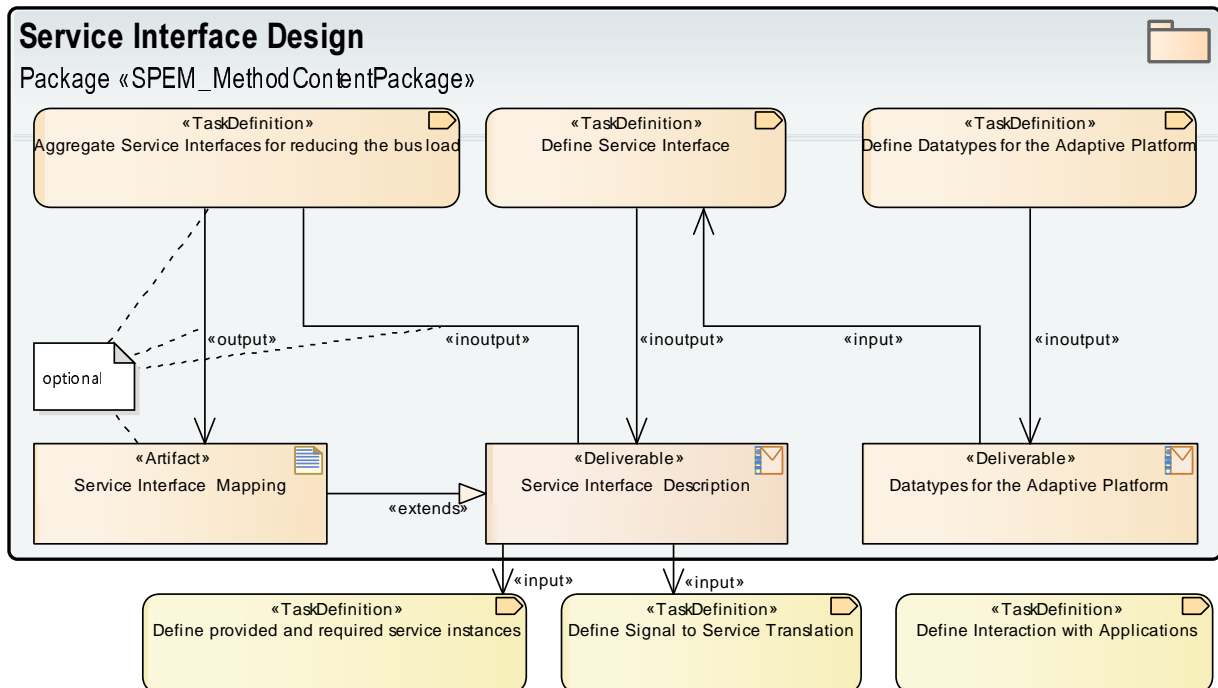 Service Interface Design
Package «SPEM_MethodContentPackage»
«TaskDefinition»
Aggregate Service Interfaces for reducing the bus load
«TaskDefinition»
Define Service Interface
«TaskDefinition»
Define Datatypes for the Adaptive Platform
«output»
«inoutput»
«inoutput»
«input»
«inoutput»
optional
«Artifact»
Service Interface Mapping
«extends»
«Deliverable»
Service Interface Description
«Deliverable»
Datatypes for the Adaptive Platform
«input»
«input»
«TaskDefinition»
Define provided and required service instances
«TaskDefinition»
Define Signal to Service Translation
«TaskDefinition»
Define Interaction with Applications